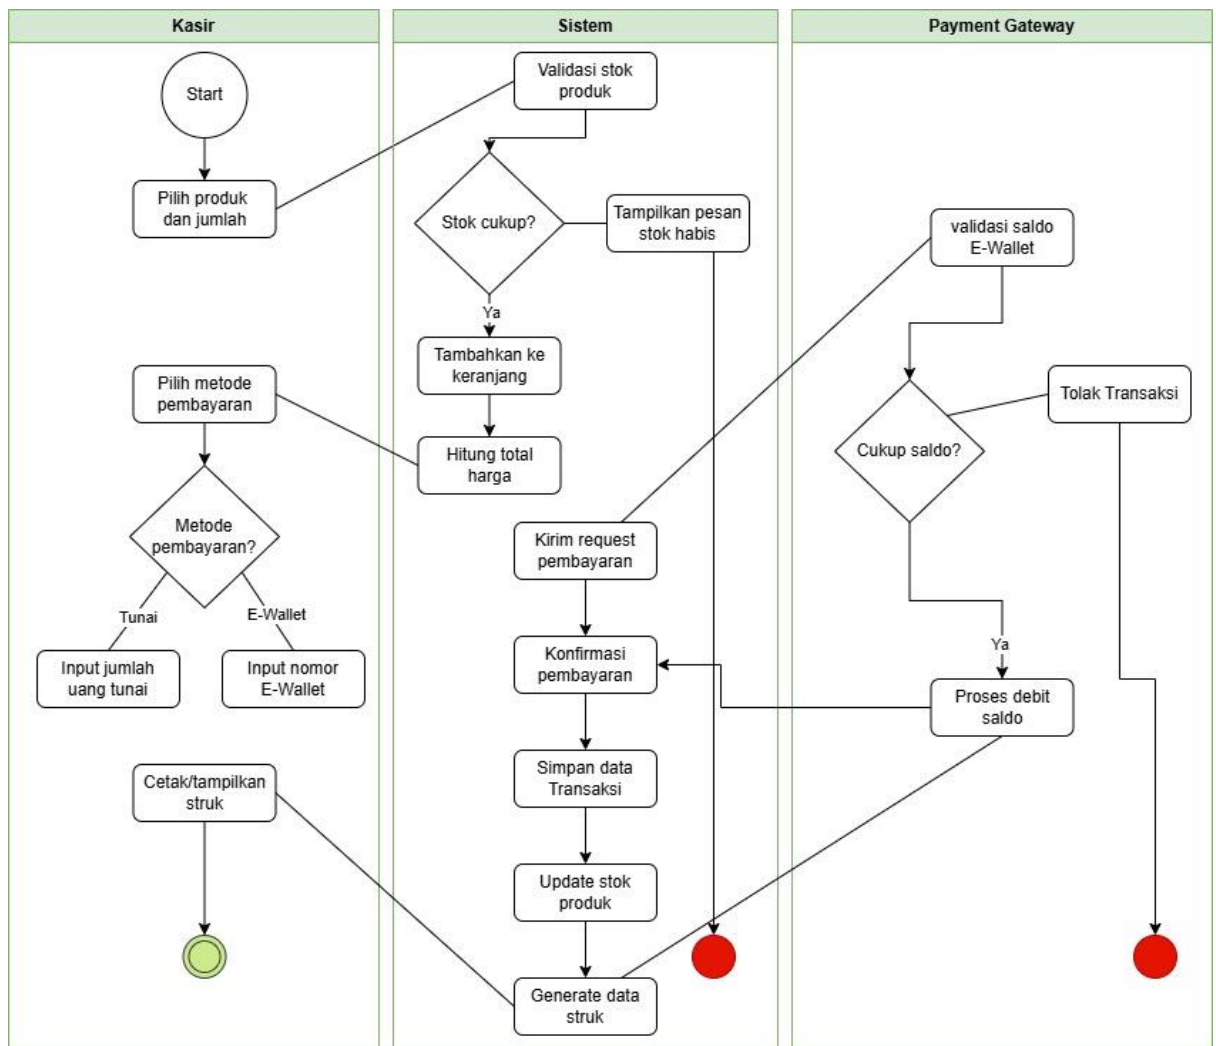 Kasir
Sistem
Payment Gateway
Start
Pilih produk
dan jumlah
Pilih metode
pembayaran
Metode
pembayaran?
Tunai
E-Wallet
Input jumlah
uang tunai
Input nomor
E-Wallet
Cetak/tampilkan
struk
Validasi stok
produk
Stok cukup?
Tampilkan pesan
stok habis
Ya
Tambahkan ke
keranjang
Hitung total
harga
Kirim request
pembayaran
Konfirmasi
pembayaran
Simpan data
Transaksi
Update stok
produk
Generate data
struk
validasi saldo
E-Wallet
Cukup saldo?
Tolak Transaksi
Ya
Proses debit
saldo